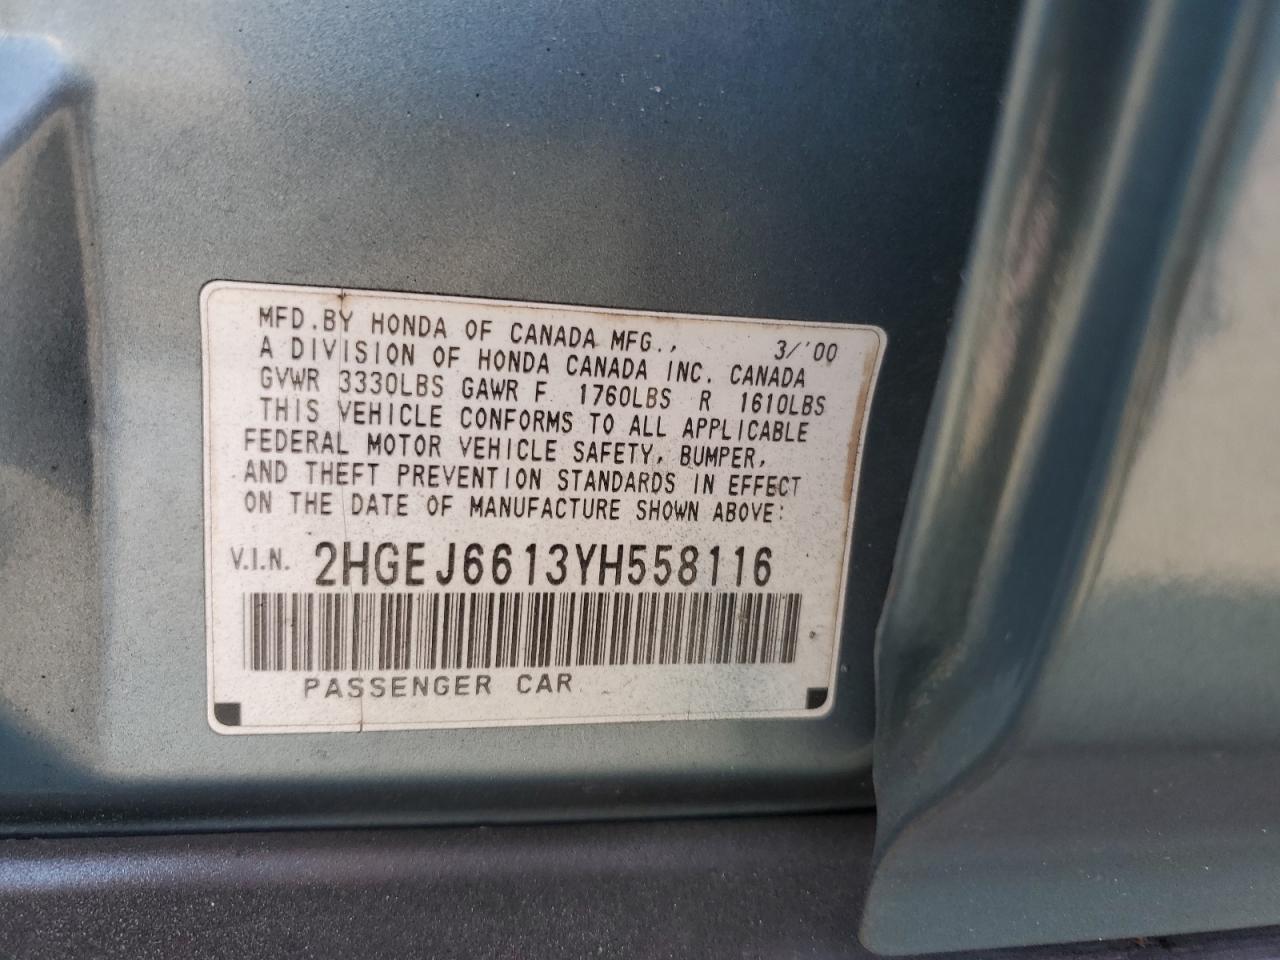 MFD.BY HONDA OF CANADA MFG., 3/'00
A DIVISION OF HONDA CANADA INC. CANADA
GVWR 3330LBS GAWR F 1760LBS R 1610LBS
THIS VEHICLE CONFORMS TO ALL APPLICABLE
FEDERAL MOTOR VEHICLE SAFETY, BUMPER,
AND THEFT PREVENTION STANDARDS IN EFFECT
ON THE DATE OF MANUFACTURE SHOWN ABOVE:
V.I.N. 2HGEJ6613YH558116
PASSENGER CAR